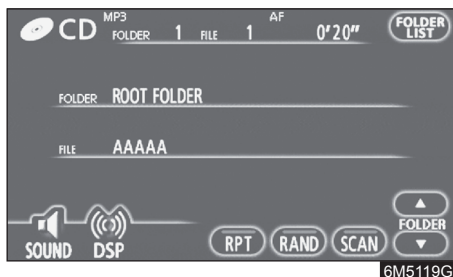 CD MP3 FOLDER 1 FILE 1 AF 0'20" FOLDER LIST
FOLDER ROOT FOLDER
FILE AAAAA
SOUND DSP RPT RAND SCAN FOLDER
6M5119G